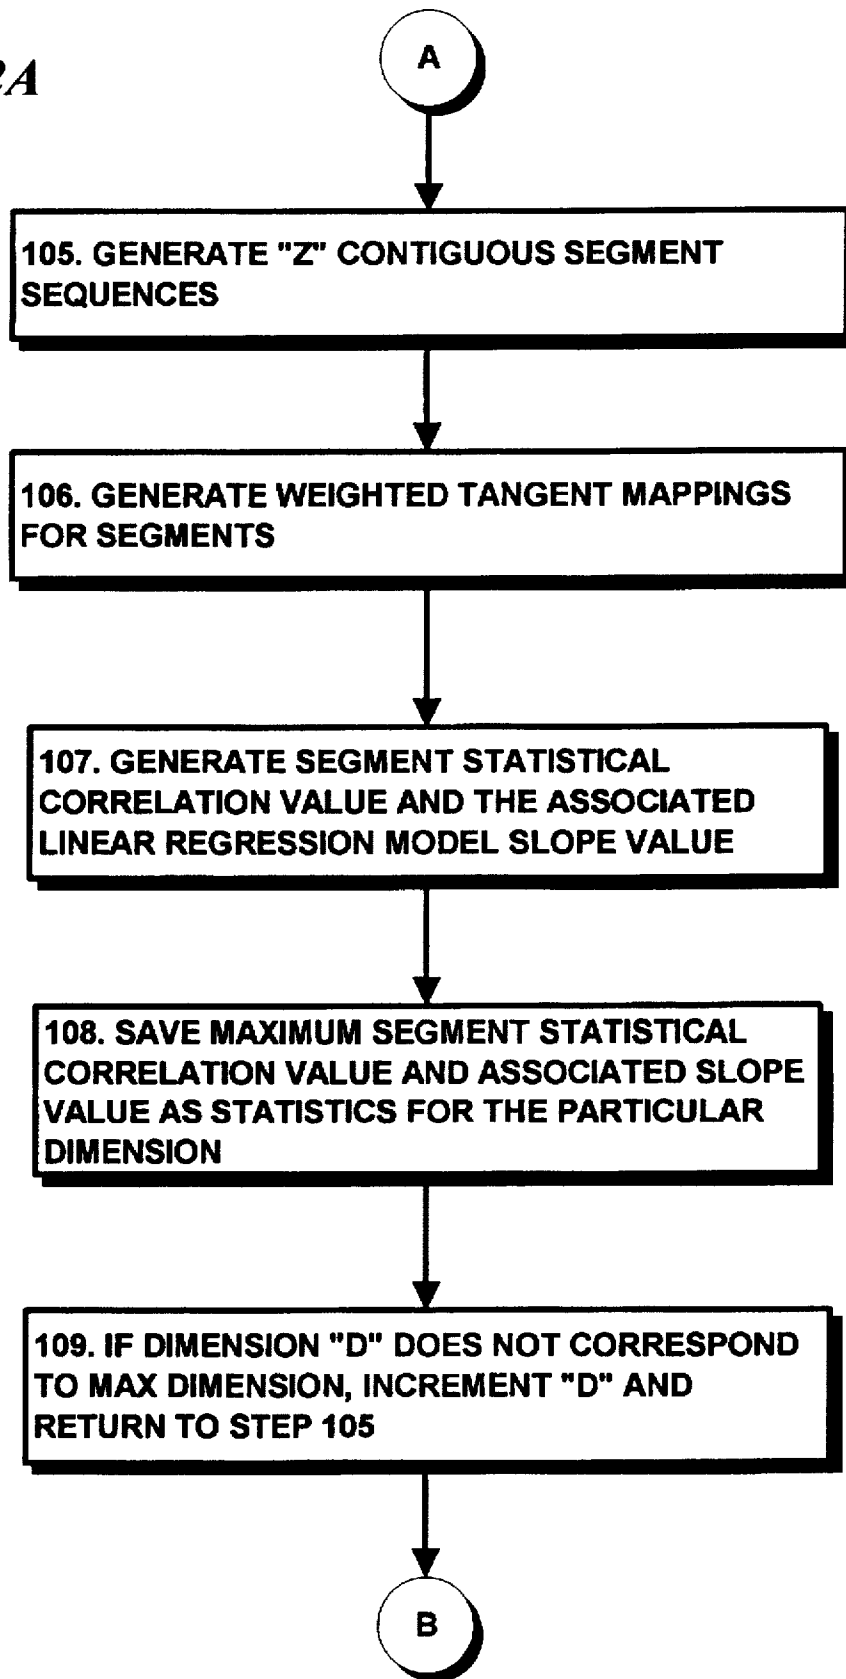 2A
A
105. GENERATE "Z" CONTIGUOUS SEGMENT
SEQUENCES
106. GENERATE WEIGHTED TANGENT MAPPINGS
FOR SEGMENTS
107. GENERATE SEGMENT STATISTICAL
CORRELATION VALUE AND THE ASSOCIATED
LINEAR REGRESSION MODEL SLOPE VALUE
108. SAVE MAXIMUM SEGMENT STATISTICAL
CORRELATION VALUE AND ASSOCIATED SLOPE
VALUE AS STATISTICS FOR THE PARTICULAR
DIMENSION
109. IF DIMENSION "D" DOES NOT CORRESPOND
TO MAX DIMENSION, INCREMENT "D" AND
RETURN TO STEP 105
B